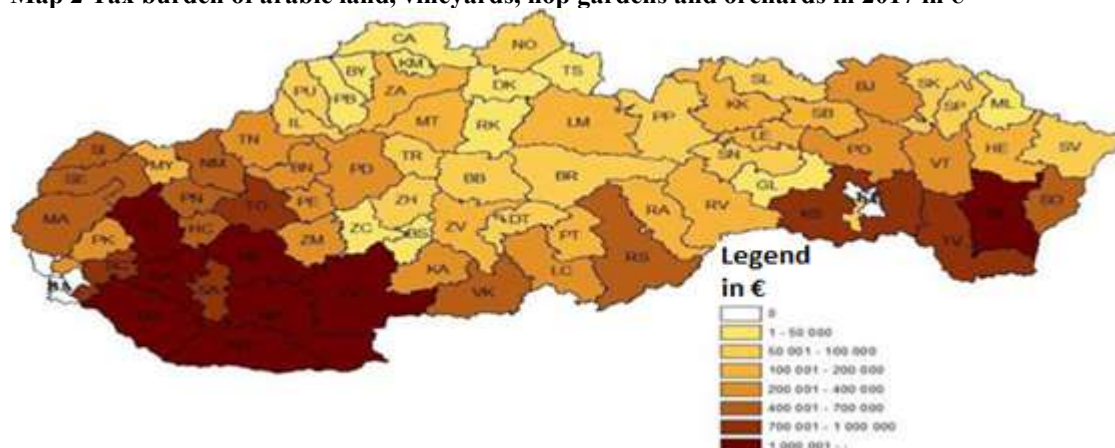 Map 2 Tax burden of arable land, vineyards, hop gardens and orchards in 2017 in €
CA
NO
KM
TS
BY
DK
SL
BJ
SK
PU
PB
ZA
SP
ML
KK
IL
MT
RK
LM
PP
SB
TN
LE
HE
SV
SI
MY
NM
BN
PD
TR
SN
PO
VT
SE
BB
BR
GL
PN
TO
PE
ZH
SO
MA
HC
ZV
DT
RA
RV
KS
PK
ZM
ZC
BS
PT
TV
KA
LC
RS
BA
SA
VK
Legend
in €
0
1 - 50 000
50 001 - 100 000
100 001 - 200 000
200 001 - 400 000
400 001 - 700 000
700 001 - 1 000 000
1 000 001 - .